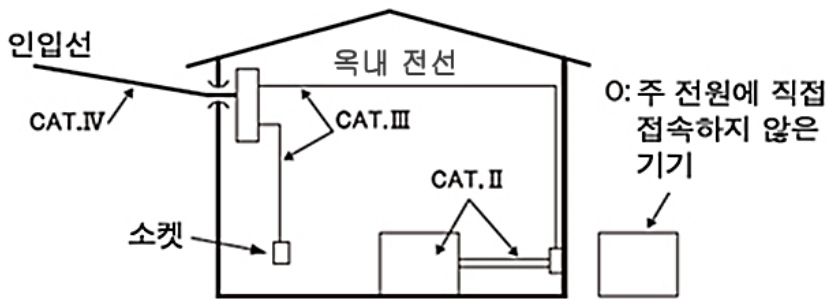 인입선
옥내 전선
CAT.Ⅳ
CAT.Ⅲ
CAT.Ⅱ
소켓
O: 주 전원에 직접
접속하지 않은
기기